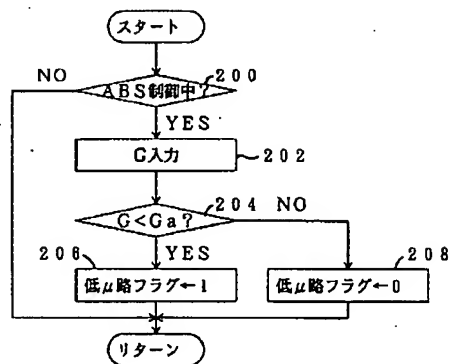 スタート
NO
200
ABS制御中?
YES
G入力
202
204
G<Ga?
NO
206
YES
208
低μ路フラグ←1
低μ路フラグ←0
リターン